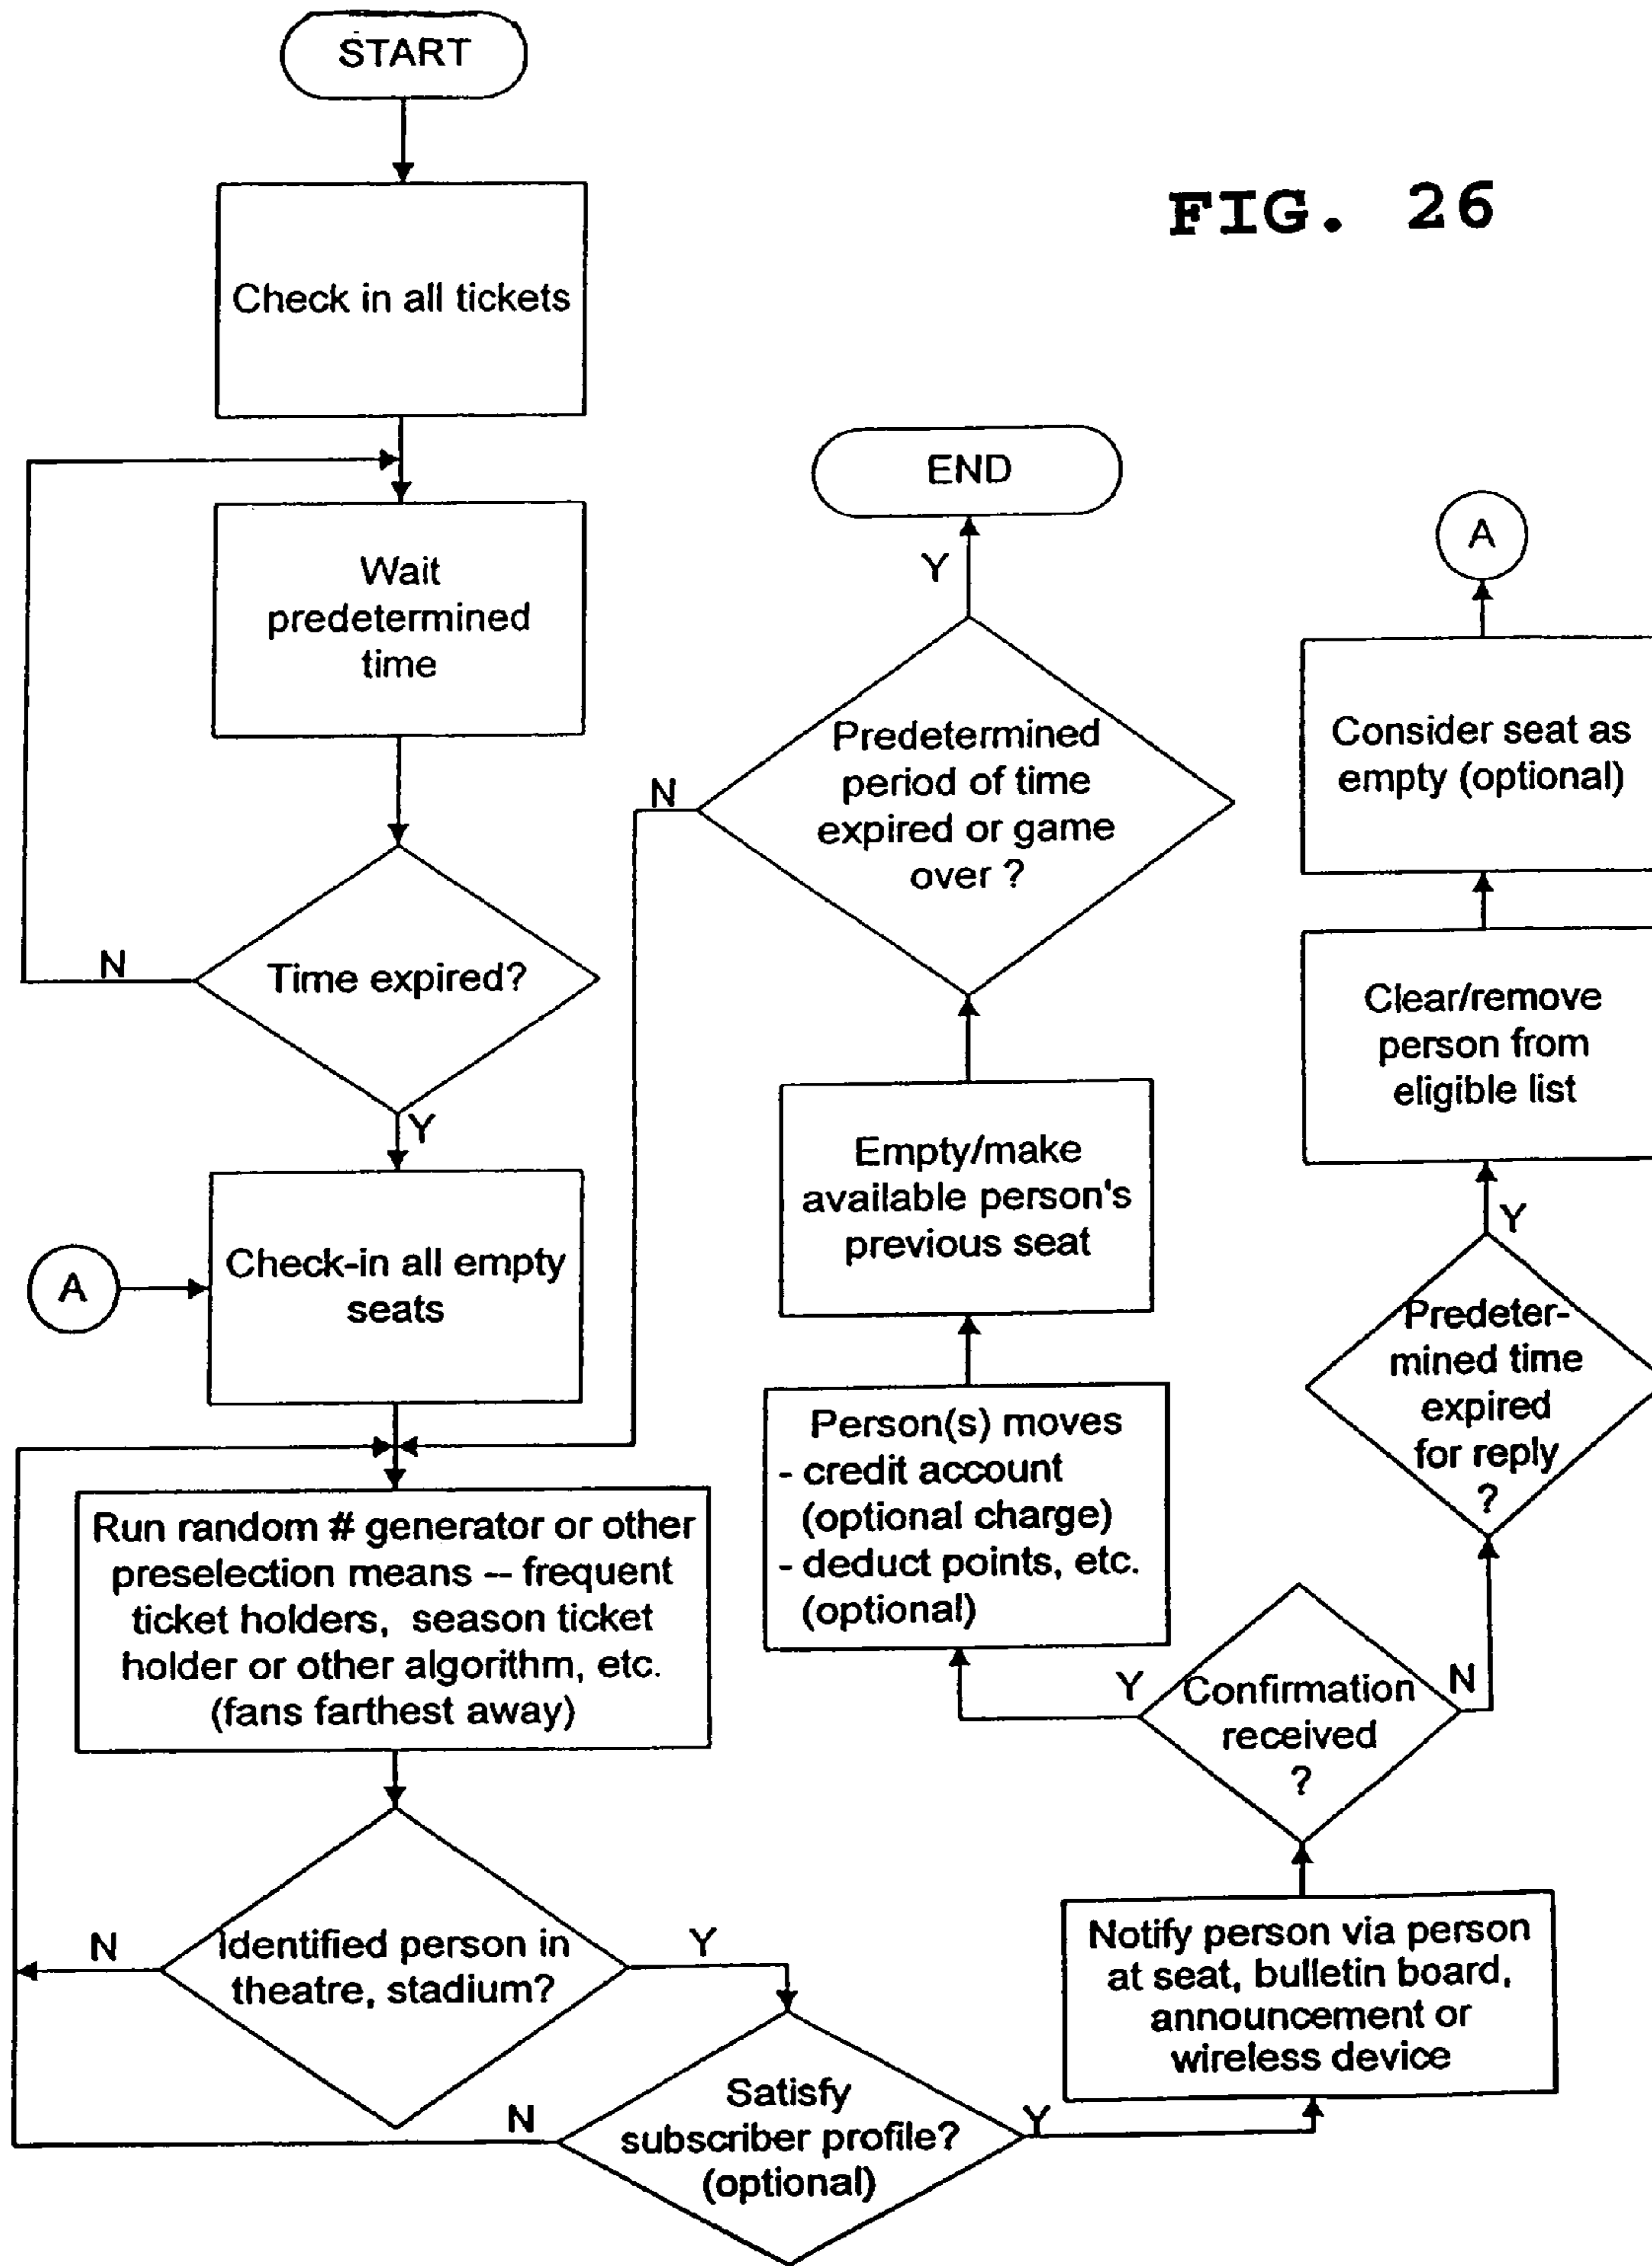 START
FIG. 26
Check in all tickets
Wait
predetermined
time
Time expired?
N
Y
A
Check-in all empty
seats
Run random # generator or other
preselection means -- frequent
ticket holders, season ticket
holder or other algorithm, etc.
(fans farthest away)
Identified person in
theatre, stadium?
N
Y
Satisfy
subscriber profile?
(optional)
N
Y
Notify person via person
at seat, bulletin board,
announcement or
wireless device
Confirmation
received
?
Y
N
Person(s) moves
- credit account
(optional charge)
- deduct points, etc.
(optional)
Empty/make
available person's
previous seat
Predetermined
period of time
expired or game
over ?
N
Y
END
Predeter-
mined time
expired
for reply
?
Y
Clear/remove
person from
eligible list
Consider seat as
empty (optional)
A